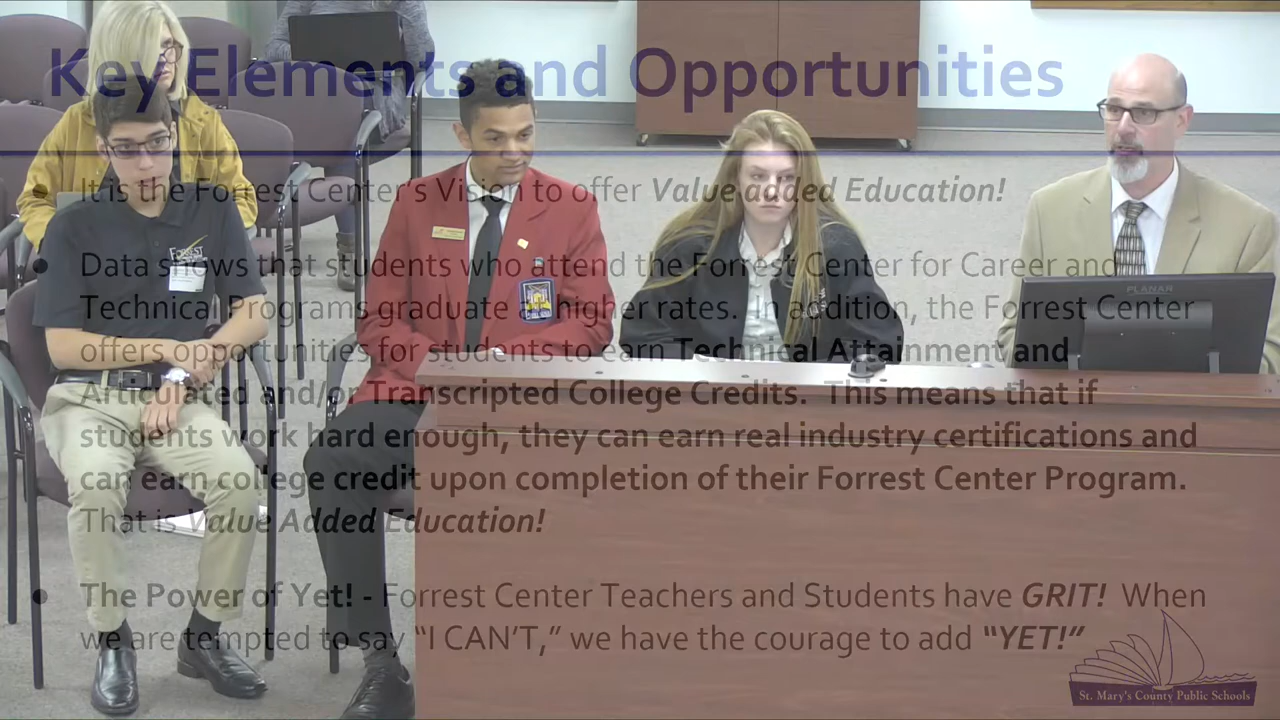 Key Elements and Opportunities
It is the Forrest Center's Vision to offer Value added Education!
• Data shows that students who attend the Forrest Center for Career and
Technical Programs graduate at higher rates. In addition, the Forrest Center
offers opportunities for students to earn Technical Attainment and
Articulated and/or Transcripted College Credits. This means that if
students work hard enough, they can earn real industry certifications and
can earn college credit upon completion of their Forrest Center Program.
That is Value Added Education!
• The Power of Yet! - Forrest Center Teachers and Students have GRIT! When
we are tempted to say “I CAN'T,” we have the courage to add “YET!”
FORREST
PLANAR
St. Mary's County Public Schools